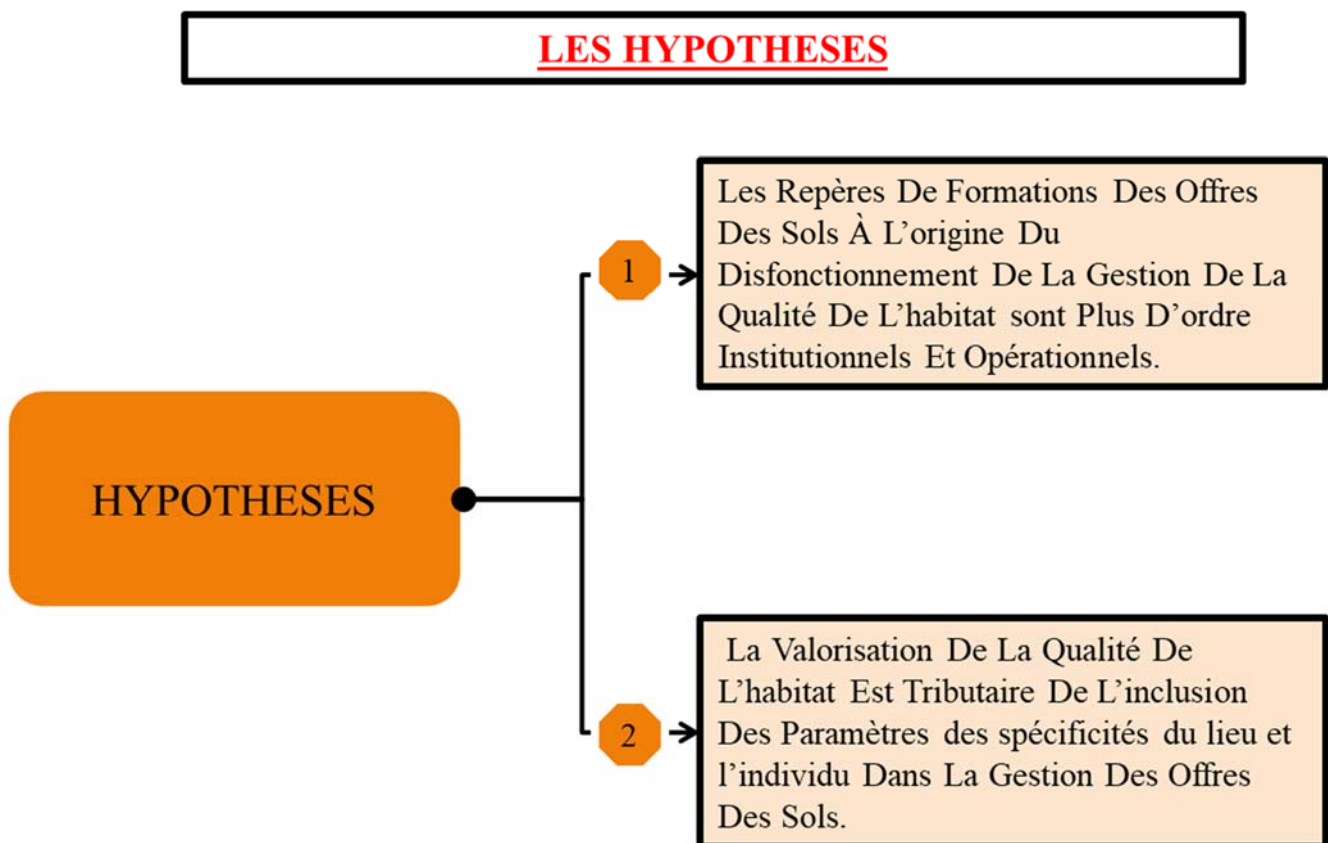 LES HYPOTHESES
Les Repères De Formations Des Offres
Des Sols À L’origine Du
Disfonctionnement De La Gestion De La
Qualité De L’habitat sont Plus D’ordre
Institutionnels Et Opérationnels.
1
HYPOTHESES
La Valorisation De La Qualité De
L’habitat Est Tributaire De L’inclusion
Des Paramètres des spécificités du lieu et
l’individu Dans La Gestion Des Offres
Des Sols.
2